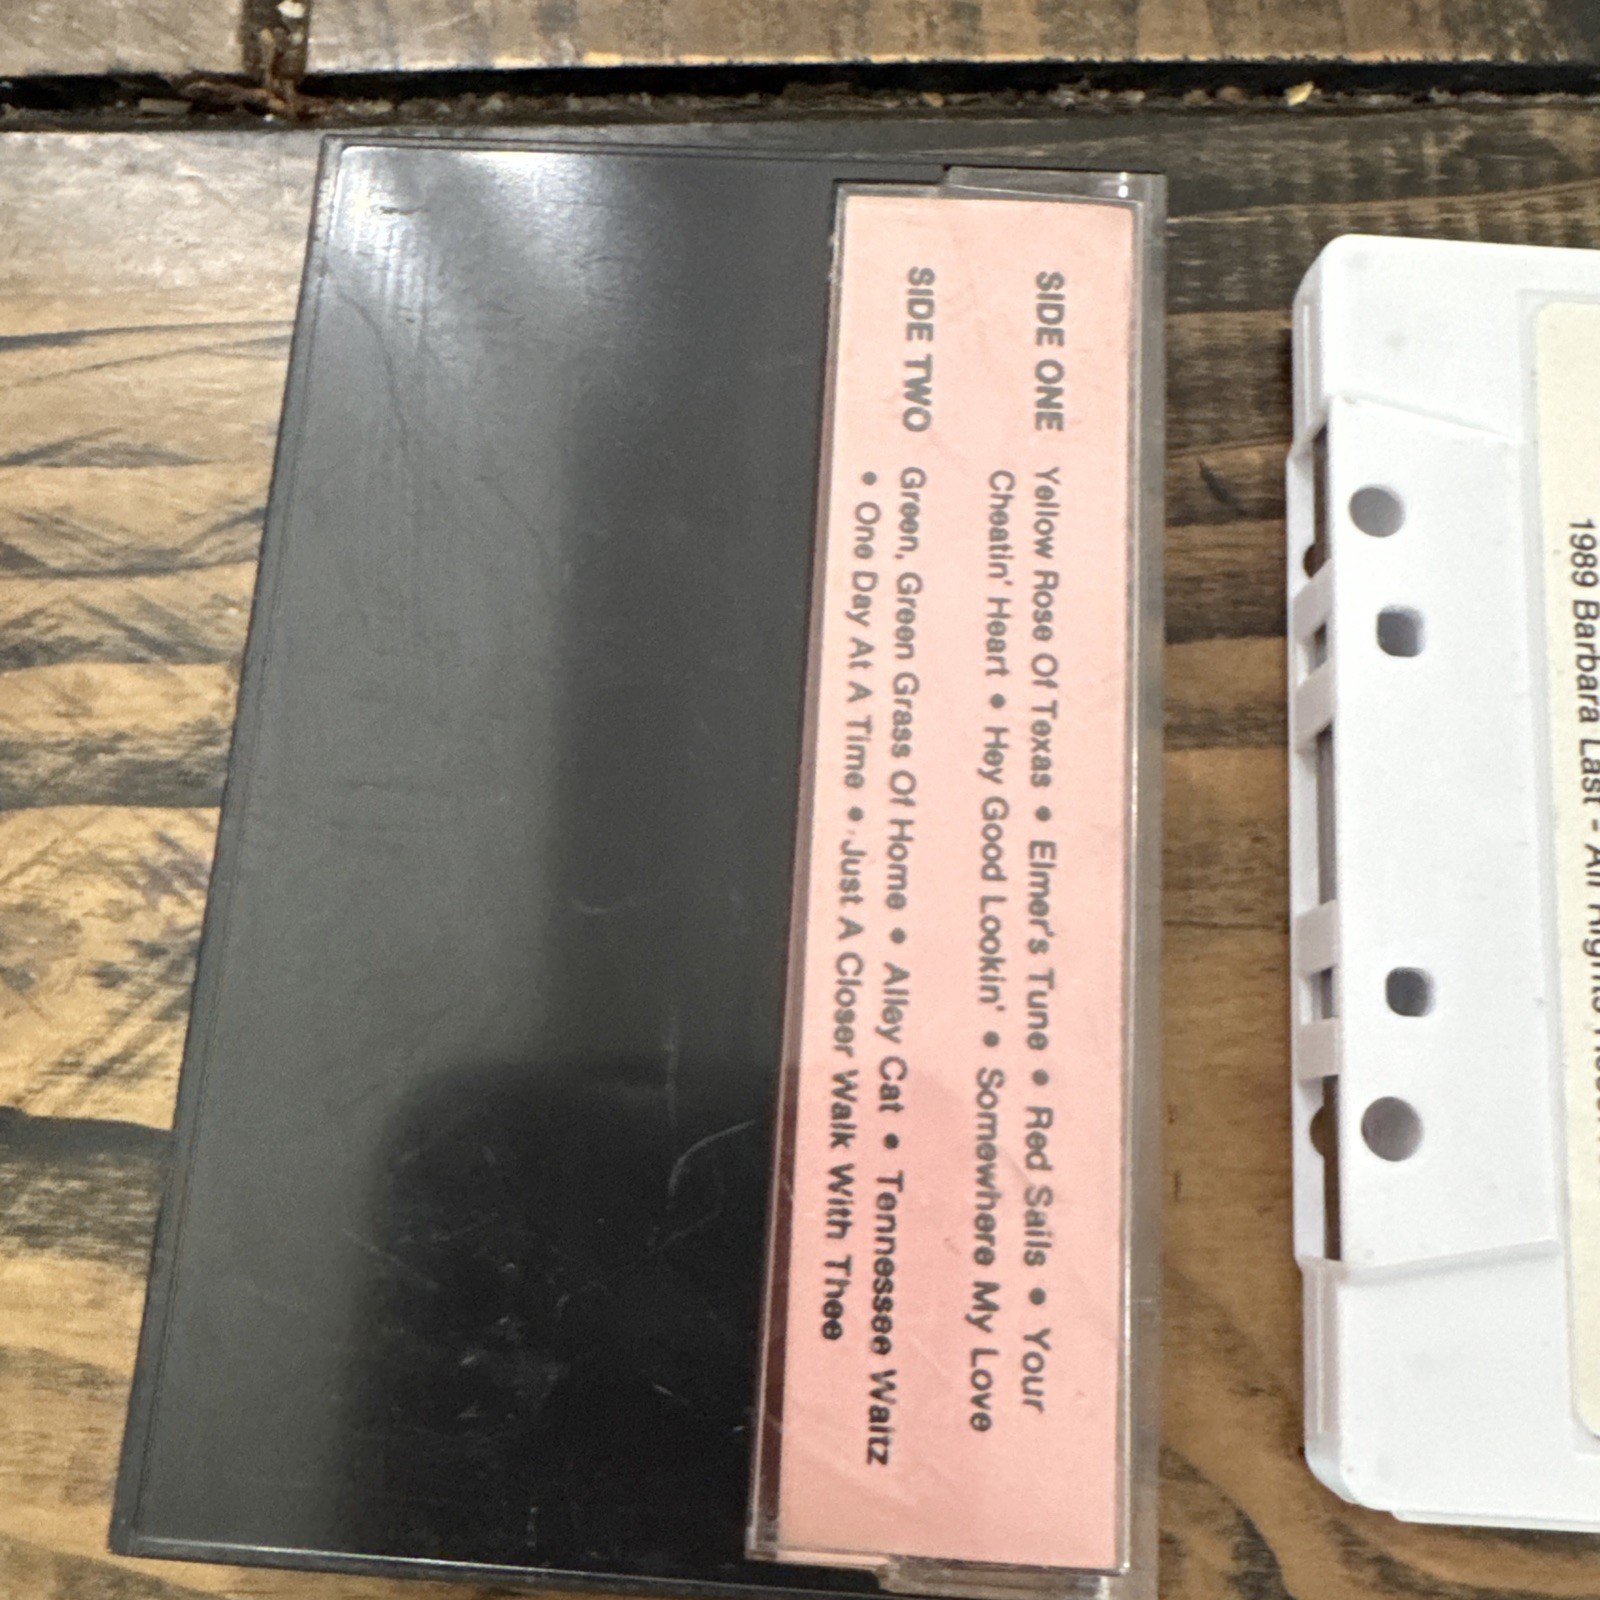 SIDE ONE Yellow Rose Of Texas • Elmer's Tune • Red Sails • Your
Cheatin' Heart • Hey Good Lookin' • Somewhere My Love
SIDE TWO Green, Green Grass Of Home • Alley Cat • Tennessee Waltz
• One Day At A Time • Just A Closer Walk With Thee
1989 Barbara Last - All Rights